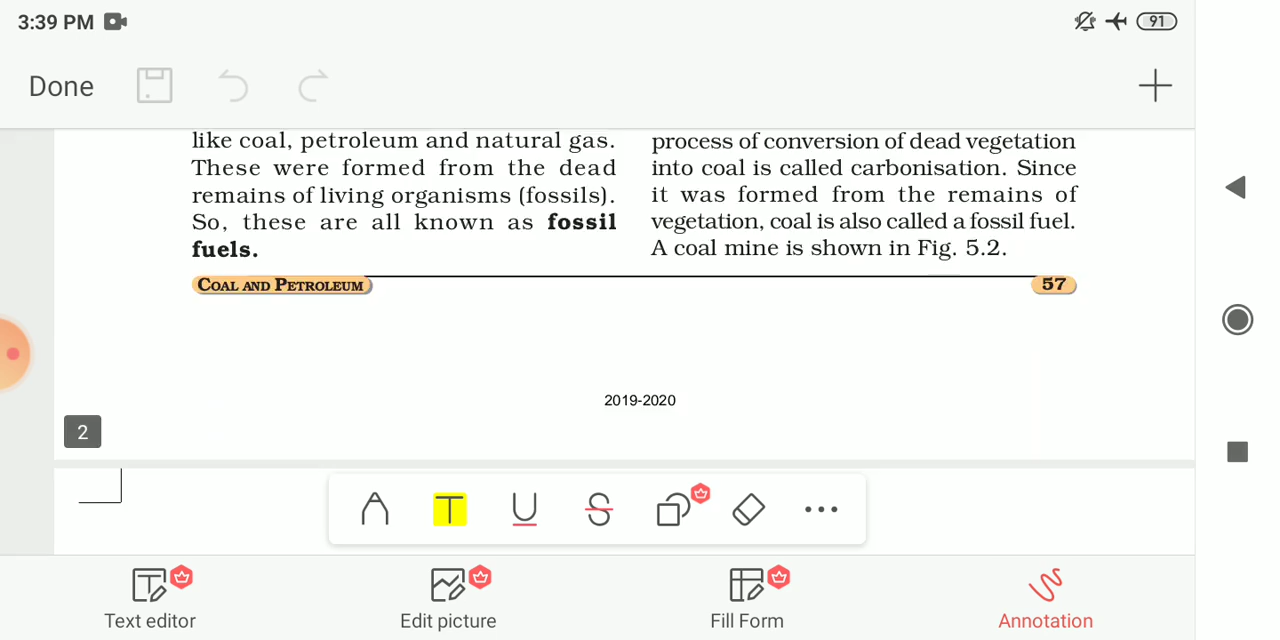 3:39 PM
91
Done
like coal, petroleum and natural gas.
These were formed from the dead
remains of living organisms (fossils).
So, these are all known as fossil
fuels.
process of conversion of dead vegetation
into coal is called carbonisation. Since
it was formed from the remains of
vegetation, coal is also called a fossil fuel.
A coal mine is shown in Fig. 5.2.
COAL AND PETROLEUM
57
2019-2020
2
T
U
S
Text editor
Edit picture
Fill Form
Annotation